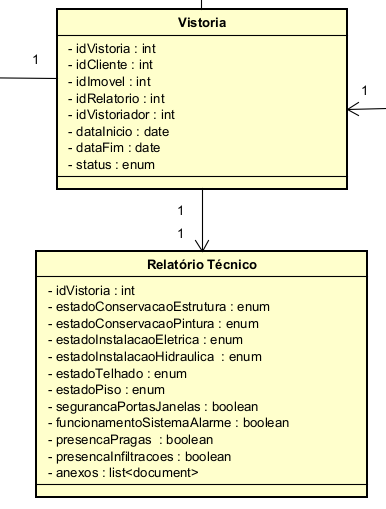 Vistoria
1
- idVistoria : int
- idCliente : int
- idImovel : int
- idRelatorio : int
- idVistoriador : int
- dataInicio : date
- dataFim : date
- status : enum
1
1
1
Relatório Técnico
- idVistoria : int
- estadoConservacaoEstrutura : enum
- estadoConservacaoPintura : enum
- estadoInstalacaoEletrica : enum
- estadoInstalacaoHidraulica  : enum
- estadoTelhado : enum
- estadoPiso : enum
- segurancaPortasJanelas : boolean
- funcionamentoSistemaAlarme : boolean
- presencaPragas  : boolean
- presencaInfiltracoes : boolean
- anexos : list<document>